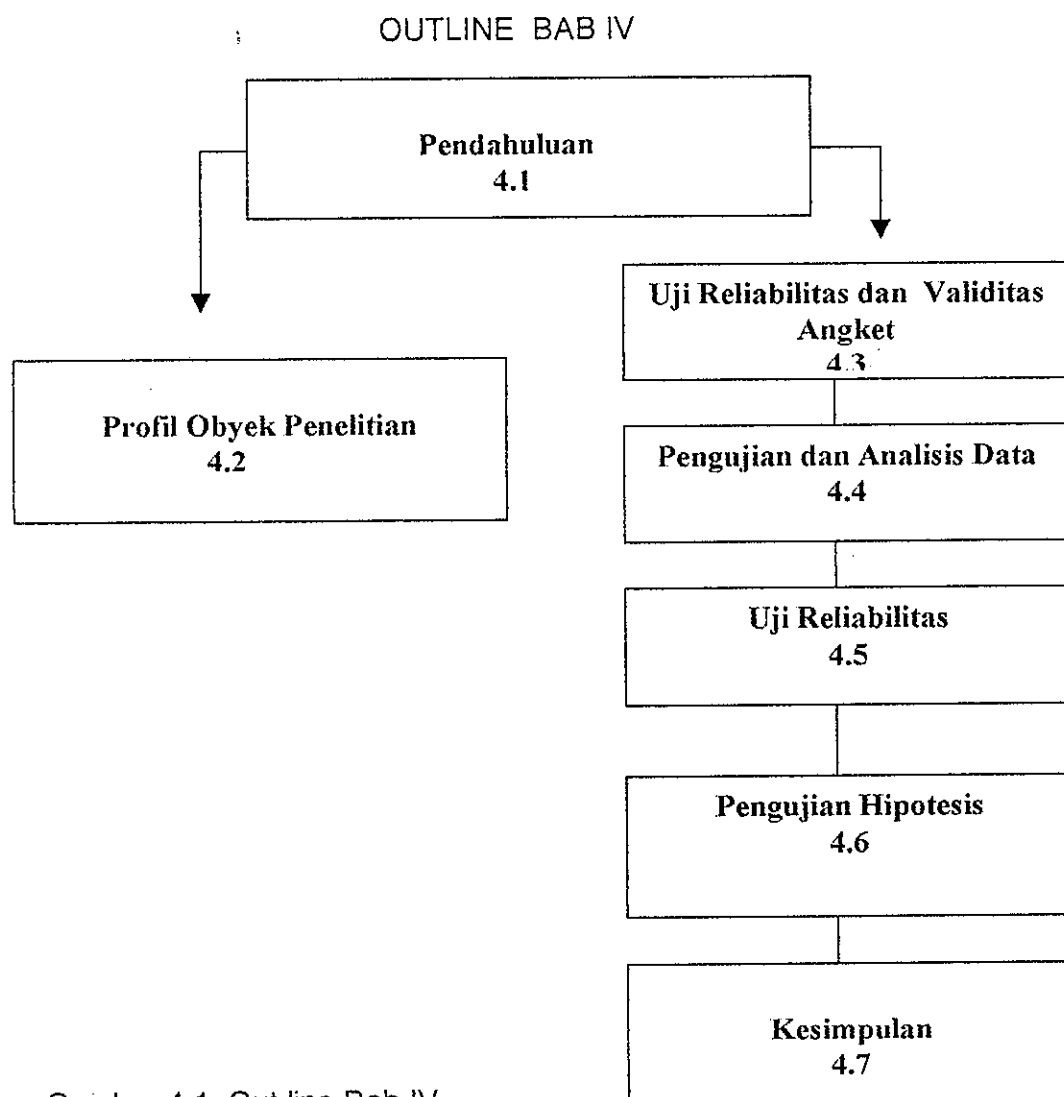 OUTLINE BAB IV
Pendahuluan
4.1
Uji Reliabilitas dan Validitas
Angket
4.3
Profil Obyek Penelitian
4.2
Pengujian dan Analisis Data
4.4
Uji Reliabilitas
4.5
Pengujian Hipotesis
4.6
Kesimpulan
4.7
4.1 Out line Bab IV